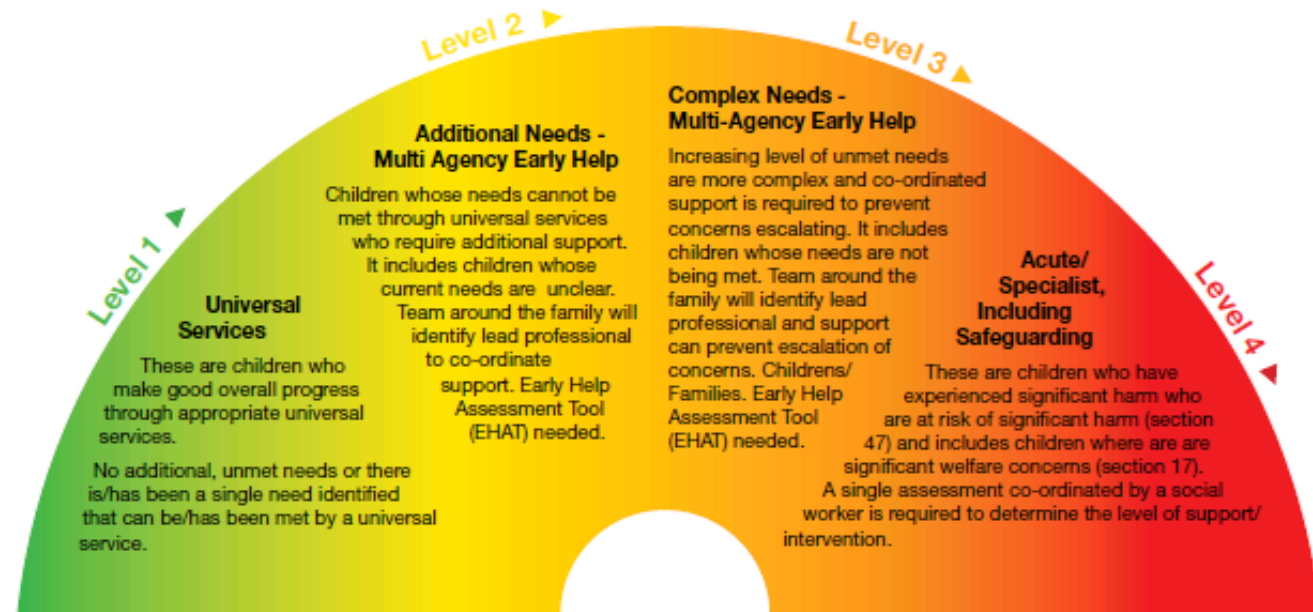 Level 1 ▶
Universal
Services
These are children who
make good overall progress
through appropriate universal
services.
No additional, unmet needs or there
is/has been a single need identified
that can be/has been met by a universal
service.
Level 2 ▶
Additional Needs -
Multi Agency Early Help
Children whose needs cannot be
met through universal services
who require additional support.
It includes children whose
current needs are unclear.
Team around the family will
identify lead professional
to co-ordinate
support. Early Help
Assessment Tool
(EHAT) needed.
Level 3 ▶
Complex Needs -
Multi-Agency Early Help
Increasing level of unmet needs
are more complex and co-ordinated
support is required to prevent
concerns escalating. It includes
children whose needs are not
being met. Team around the
family will identify lead
professional and support
can prevent escalation of
concerns. Childrens/
Families. Early Help
Assessment Tool
(EHAT) needed.
Level 4 ▶
Acute/
Specialist,
Including
Safeguarding
These are children who have
experienced significant harm who
are at risk of significant harm (section
47) and includes children where are are
significant welfare concerns (section 17).
A single assessment co-ordinated by a social
worker is required to determine the level of support/
intervention.